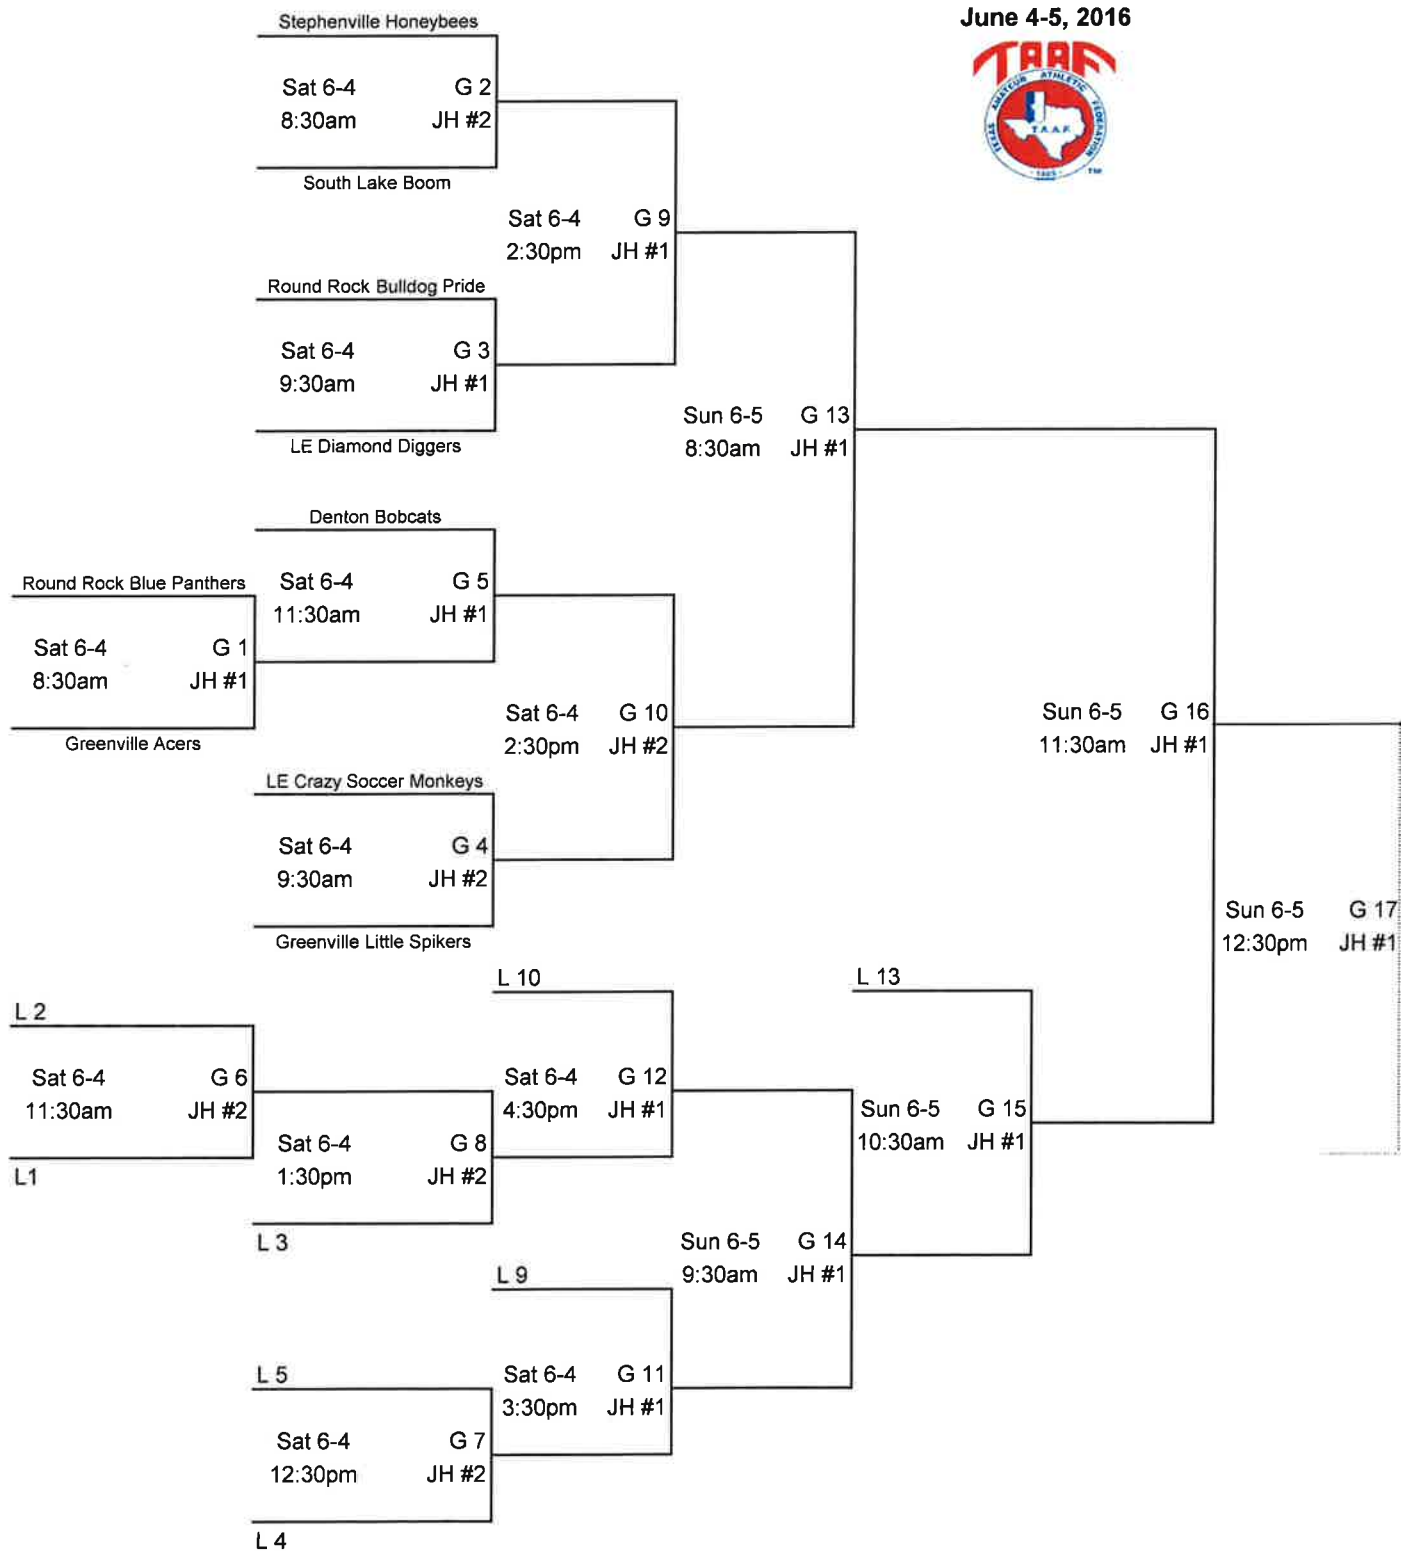 June 4-5, 2016
TAAF
TEXAS AMATEUR ATHLETIC FEDERATION
T.A.A.F.
TM
Stephenville Honeybees
Sat 6-4 G 2
8:30am JH #2
South Lake Boom
Sat 6-4 G 9
2:30pm JH #1
Round Rock Bulldog Pride
Sat 6-4 G 3
9:30am JH #1
LE Diamond Diggers
Sun 6-5 G 13
8:30am JH #1
Denton Bobcats
Sat 6-4 G 5
11:30am JH #1
Round Rock Blue Panthers
Sat 6-4 G 1
8:30am JH #1
Greenville Acers
Sat 6-4 G 10
2:30pm JH #2
LE Crazy Soccer Monkeys
Sat 6-4 G 4
9:30am JH #2
Greenville Little Spikers
Sun 6-5 G 16
11:30am JH #1
Sun 6-5 G 17
12:30pm JH #1
L 10
L 13
L 2
Sat 6-4 G 6
11:30am JH #2
L1
Sat 6-4 G 12
4:30pm JH #1
Sat 6-4 G 8
1:30pm JH #2
L 3
Sun 6-5 G 15
10:30am JH #1
Sun 6-5 G 14
9:30am JH #1
L 9
Sat 6-4 G 11
3:30pm JH #1
L 5
Sat 6-4 G 7
12:30pm JH #2
L 4